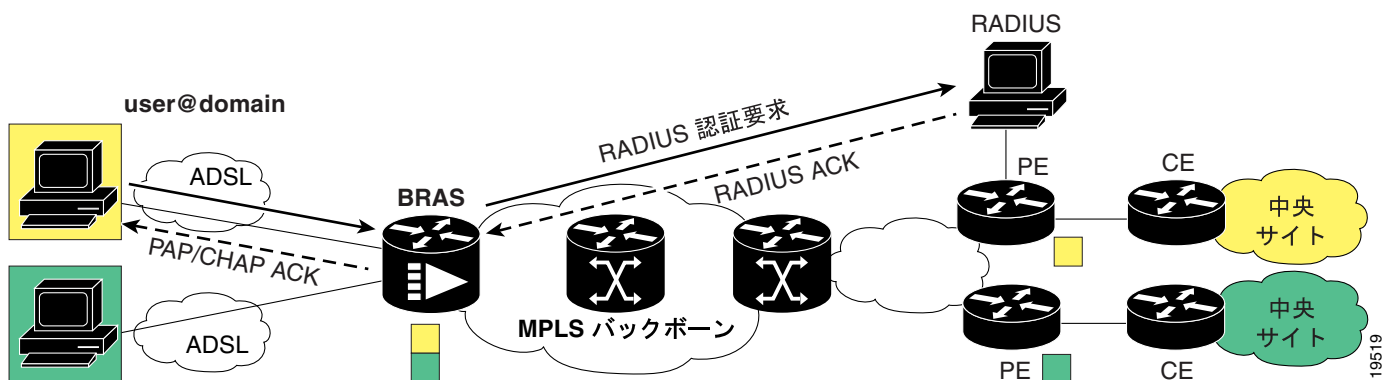 RADIUS
user@domain
RADIUS 認証要求
ADSL
BRAS
RADIUS ACK
PE
CE
中央
サイト
PAP/CHAP ACK
MPLS バックボーン
ADSL
中央
サイト
PE
CE
19519